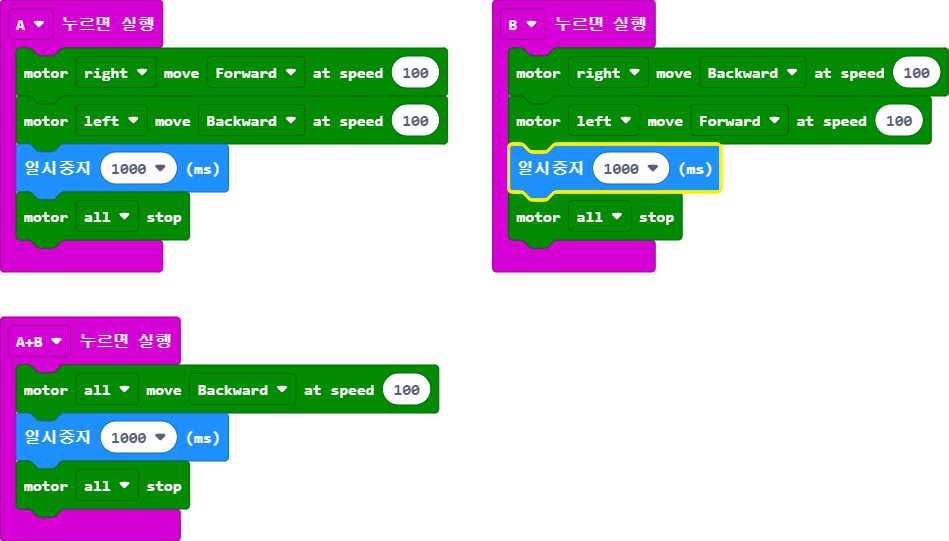 A 누르면 실행
motor right move Forward at speed 100
motor left move Backward at speed 100
일시중지 1000 (ms)
motor all stop
B 누르면 실행
motor right move Backward at speed 100
motor left move Forward at speed 100
일시중지 1000 (ms)
motor all stop
A+B 누르면 실행
motor all move Backward at speed 100
일시중지 1000 (ms)
motor all stop